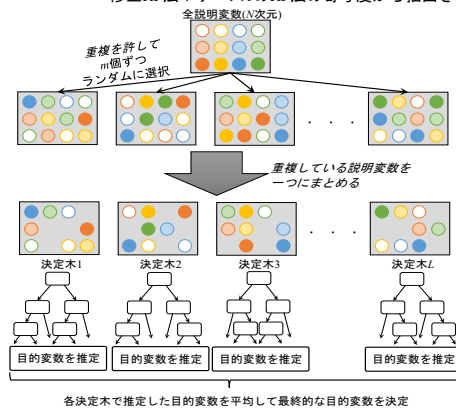 全説明変数(N次元)
重複を許して
m個ずつ
ランダムに選択
・ ・ ・
重複している説明変数を
一つにまとめる
・ ・ ・
決定木1
決定木2
決定木3
決定木L
目的変数を推定
目的変数を推定
目的変数を推定
目的変数を推定
各決定木で推定した目的変数を平均して最終的な目的変数を決定